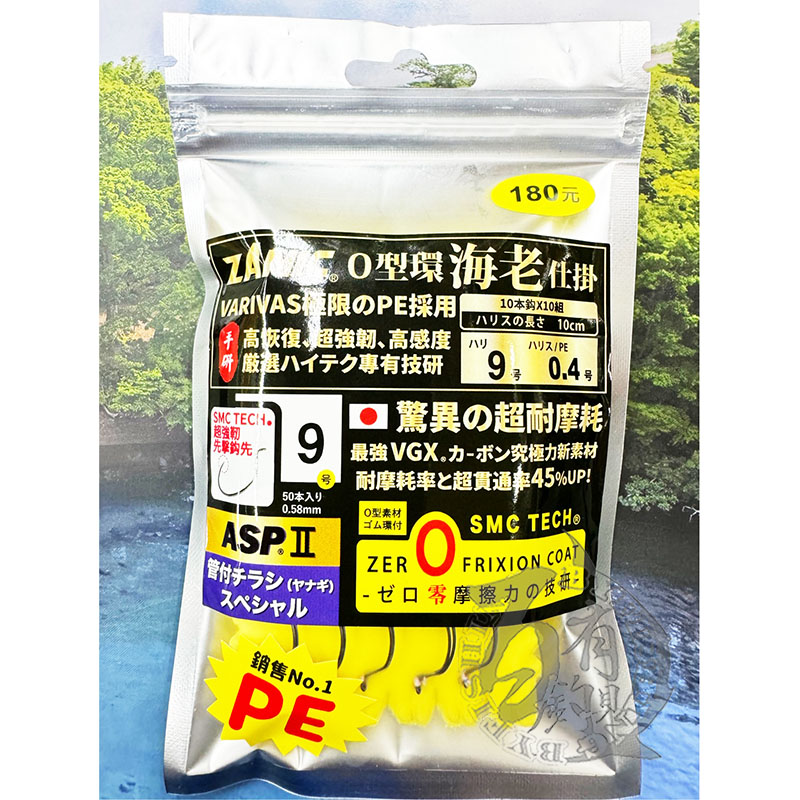 180元
O型環 海老仕掛
VARIVAS極限のPE採用
10本鈎X10組
ハリスの長さ 10cm
手研
高恢復、超強韌、高感度
厳選ハイテク専有技研
ハリ
9号
ハリス/PE
0.4号
SMC TECH.
超強韌
先撃鈎先
9
号
50本入り
0.58mm
驚異の超耐摩耗
最強VGX®カーボン究極力新素材
耐摩耗率と超貫通率45%UP!
ASP®II
O型素材
ゴム環付
SMC TECH®
ZERO FRIXION COAT
-ゼロ零摩擦力の技研-
管付チラシ(ヤナギ)
スペシャル
銷售No.1
PE